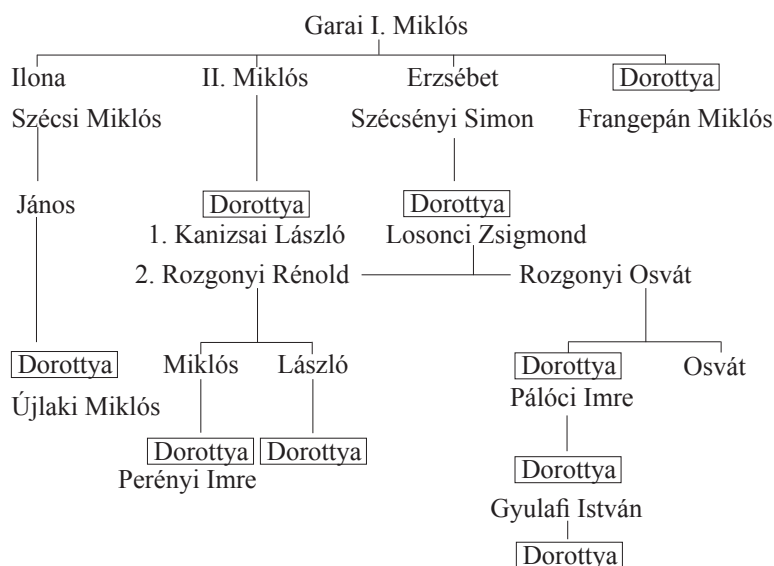 Garai I. Miklós
Ilona II. Miklós Erzsébet Dorottya
Szécsi Miklós Szécsényi Simon Frangepán Miklós
János Dorottya Dorottya
1. Kanizsai László Losonci Zsigmond
2. Rozgonyi Rénold Rozgonyi Osvát
Dorottya Miklós László Dorottya Osvát
Újlaki Miklós Pálóci Imre
Dorottya Dorottya Dorottya
Perényi Imre Gyulafi István
Dorottya